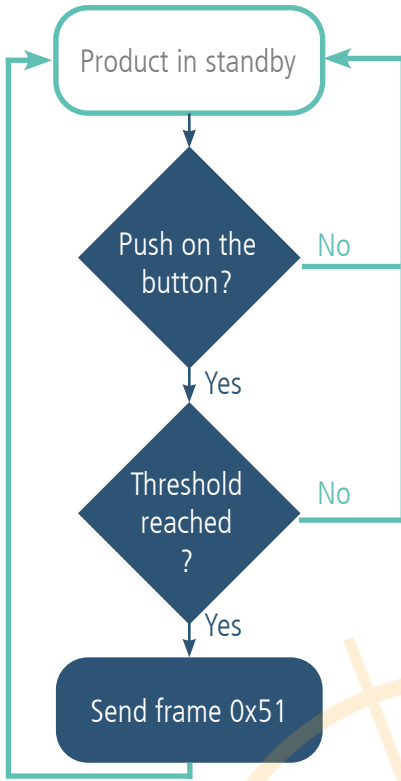 Product in standby
Push on the
button?
No
Yes
Threshold
reached
?
No
Yes
Send frame 0x51